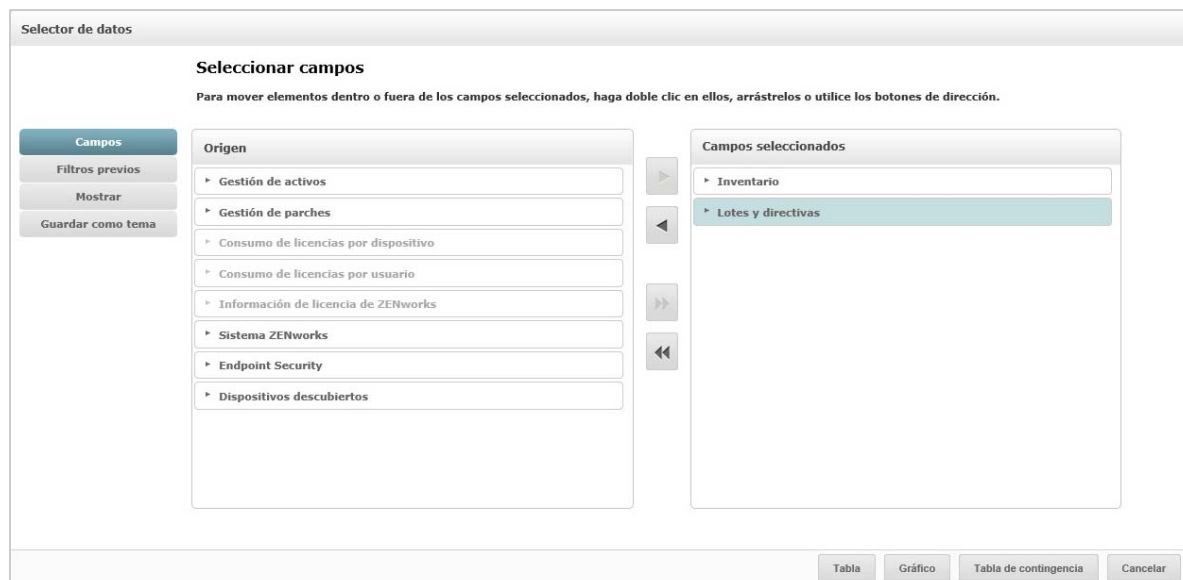 Selector de datos
Seleccionar campos
Para mover elementos dentro o fuera de los campos seleccionados, haga doble clic en ellos, arrástrelos o utilice los botones de dirección.
Campos
Filtros previos
Mostrar
Guardar como tema
Origen
Gestión de activos
Gestión de parches
Consumo de licencias por dispositivo
Consumo de licencias por usuario
Información de licencia de ZENworks
Sistema ZENworks
Endpoint Security
Dispositivos descubiertos
Campos seleccionados
Inventario
Lotes y directivas
Tabla
Gráfico
Tabla de contingencia
Cancelar